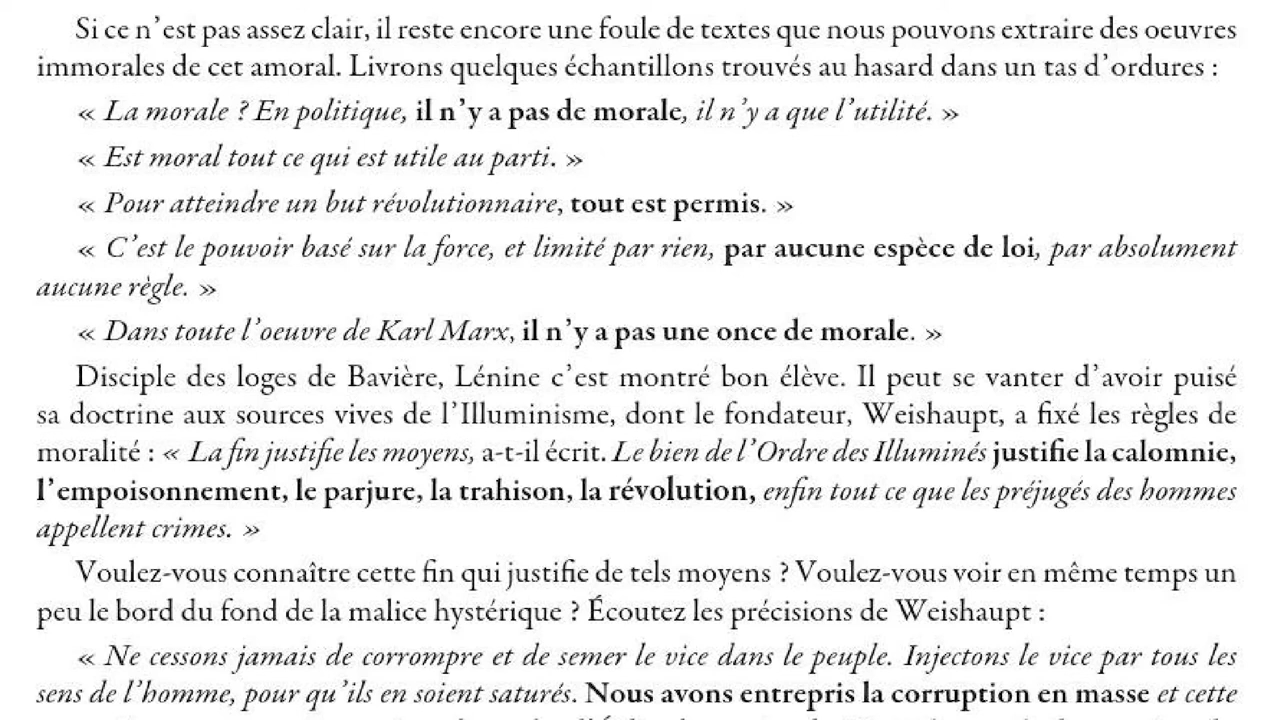 Si ce n’est pas assez clair, il reste encore une foule de textes que nous pouvons extraire des oeuvres
immorales de cet amoral. Livrons quelques échantillons trouvés au hasard dans un tas d’ordures :
« La morale ? En politique, il n’y a pas de morale, il n’y a que l’utilité. »
« Est moral tout ce qui est utile au parti. »
« Pour atteindre un but révolutionnaire, tout est permis. »
« C’est le pouvoir basé sur la force, et limité par rien, par aucune espèce de loi, par absolument
aucune règle. »
« Dans toute l’oeuvre de Karl Marx, il n’y a pas une once de morale. »
Disciple des loges de Bavière, Lénine c’est montré bon élève. Il peut se vanter d’avoir puisé
sa doctrine aux sources vives de l’Illuminisme, dont le fondateur, Weishaupt, a fixé les règles de
moralité : « La fin justifie les moyens, a-t-il écrit. Le bien de l’Ordre des Illuminés justifie la calomnie,
l’empoisonnement, le parjure, la trahison, la révolution, enfin tout ce que les préjugés des hommes
appellent crimes. »
Voulez-vous connaître cette fin qui justifie de tels moyens ? Voulez-vous voir en même temps un
peu le bord du fond de la malice hystérique ? Écoutez les précisions de Weishaupt :
« Ne cessons jamais de corrompre et de semer le vice dans le peuple. Injectons le vice par tous les
sens de l’homme, pour qu’ils en soient saturés. Nous avons entrepris la corruption en masse et cette